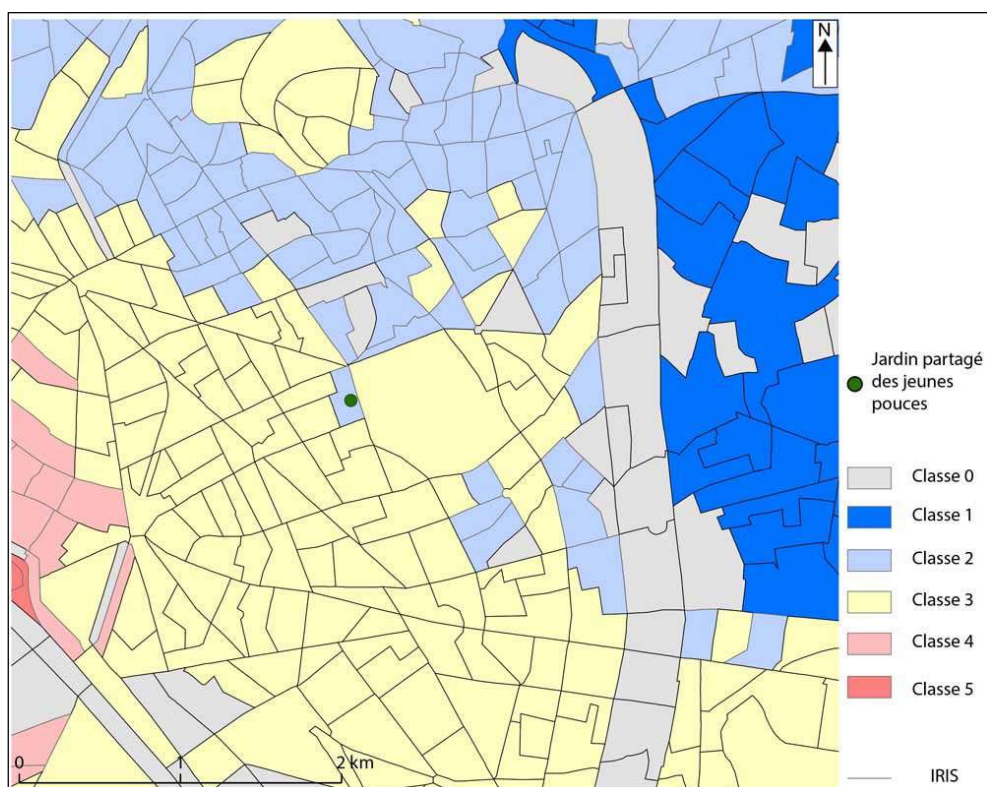 N
Jardin partagé
des jeunes
pouces
Classe 0
Classe 1
Classe 2
Classe 3
Classe 4
Classe 5
IRIS
0
1
2 km